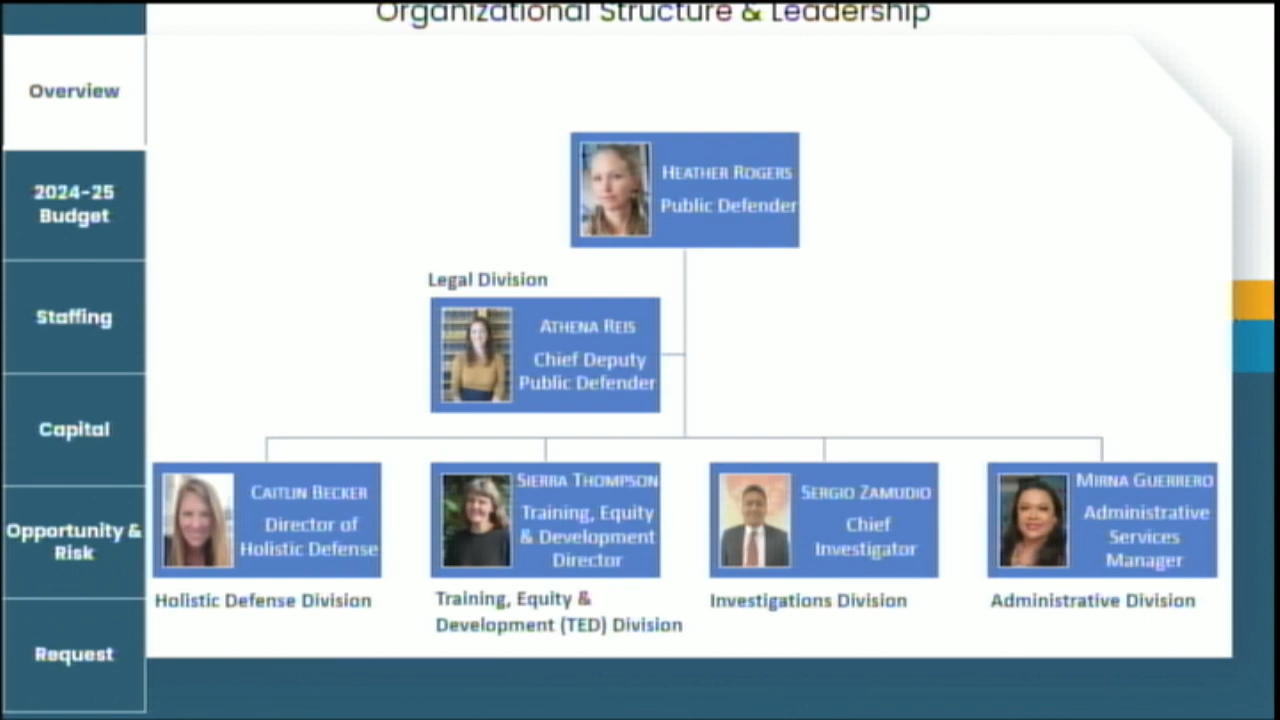 Organizational Structure & Leadership
Overview
2024-25
Budget
Staffing
Capital
Opportunity &
Risk
Request
HEATHER ROGERS
Public Defender
Legal Division
ATHENA REIS
Chief Deputy
Public Defender
CAITLIN BECKER
Director of
Holistic Defense
Holistic Defense Division
SIERRA THOMPSON
Training, Equity
& Development
Director
Training, Equity &
Development (TED) Division
SERGIO ZAMUDIO
Chief
Investigator
Investigations Division
MIRNA GUERRERO
Administrative
Services
Manager
Administrative Division